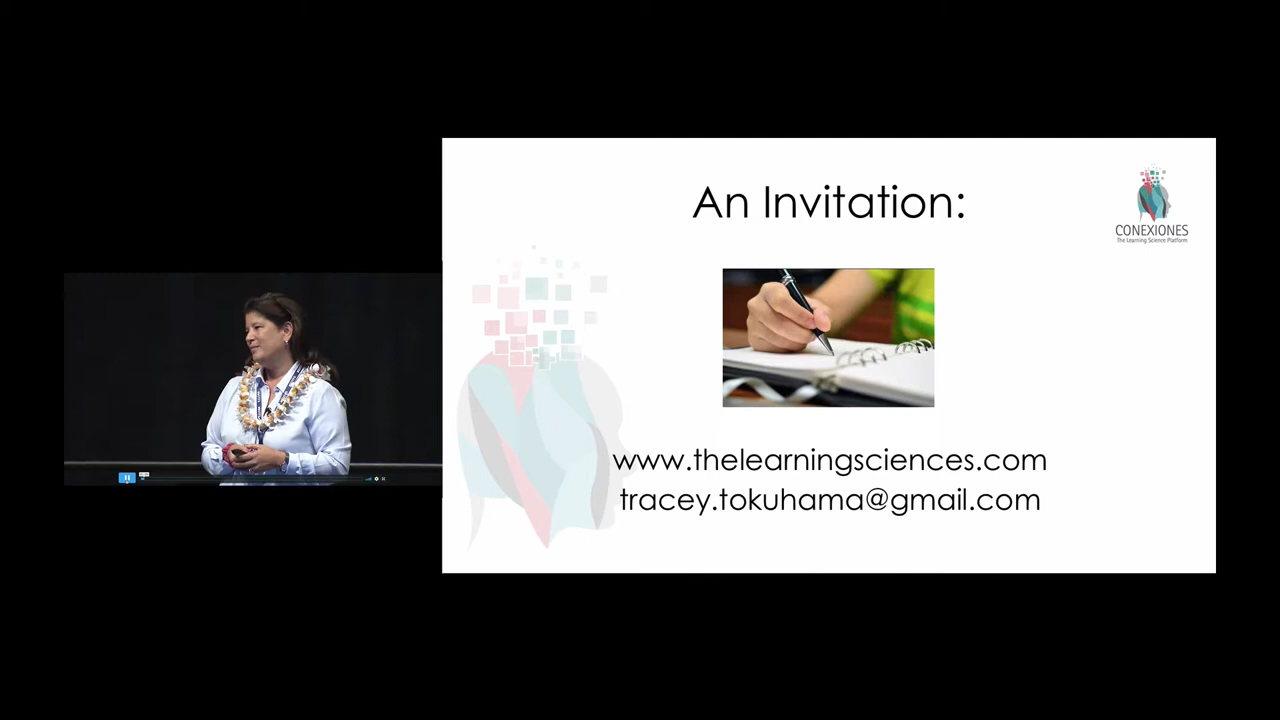 An Invitation:
CONEXIONES
The Learning Science Platform
www.thelearningsciences.com
tracey.tokuhama@gmail.com